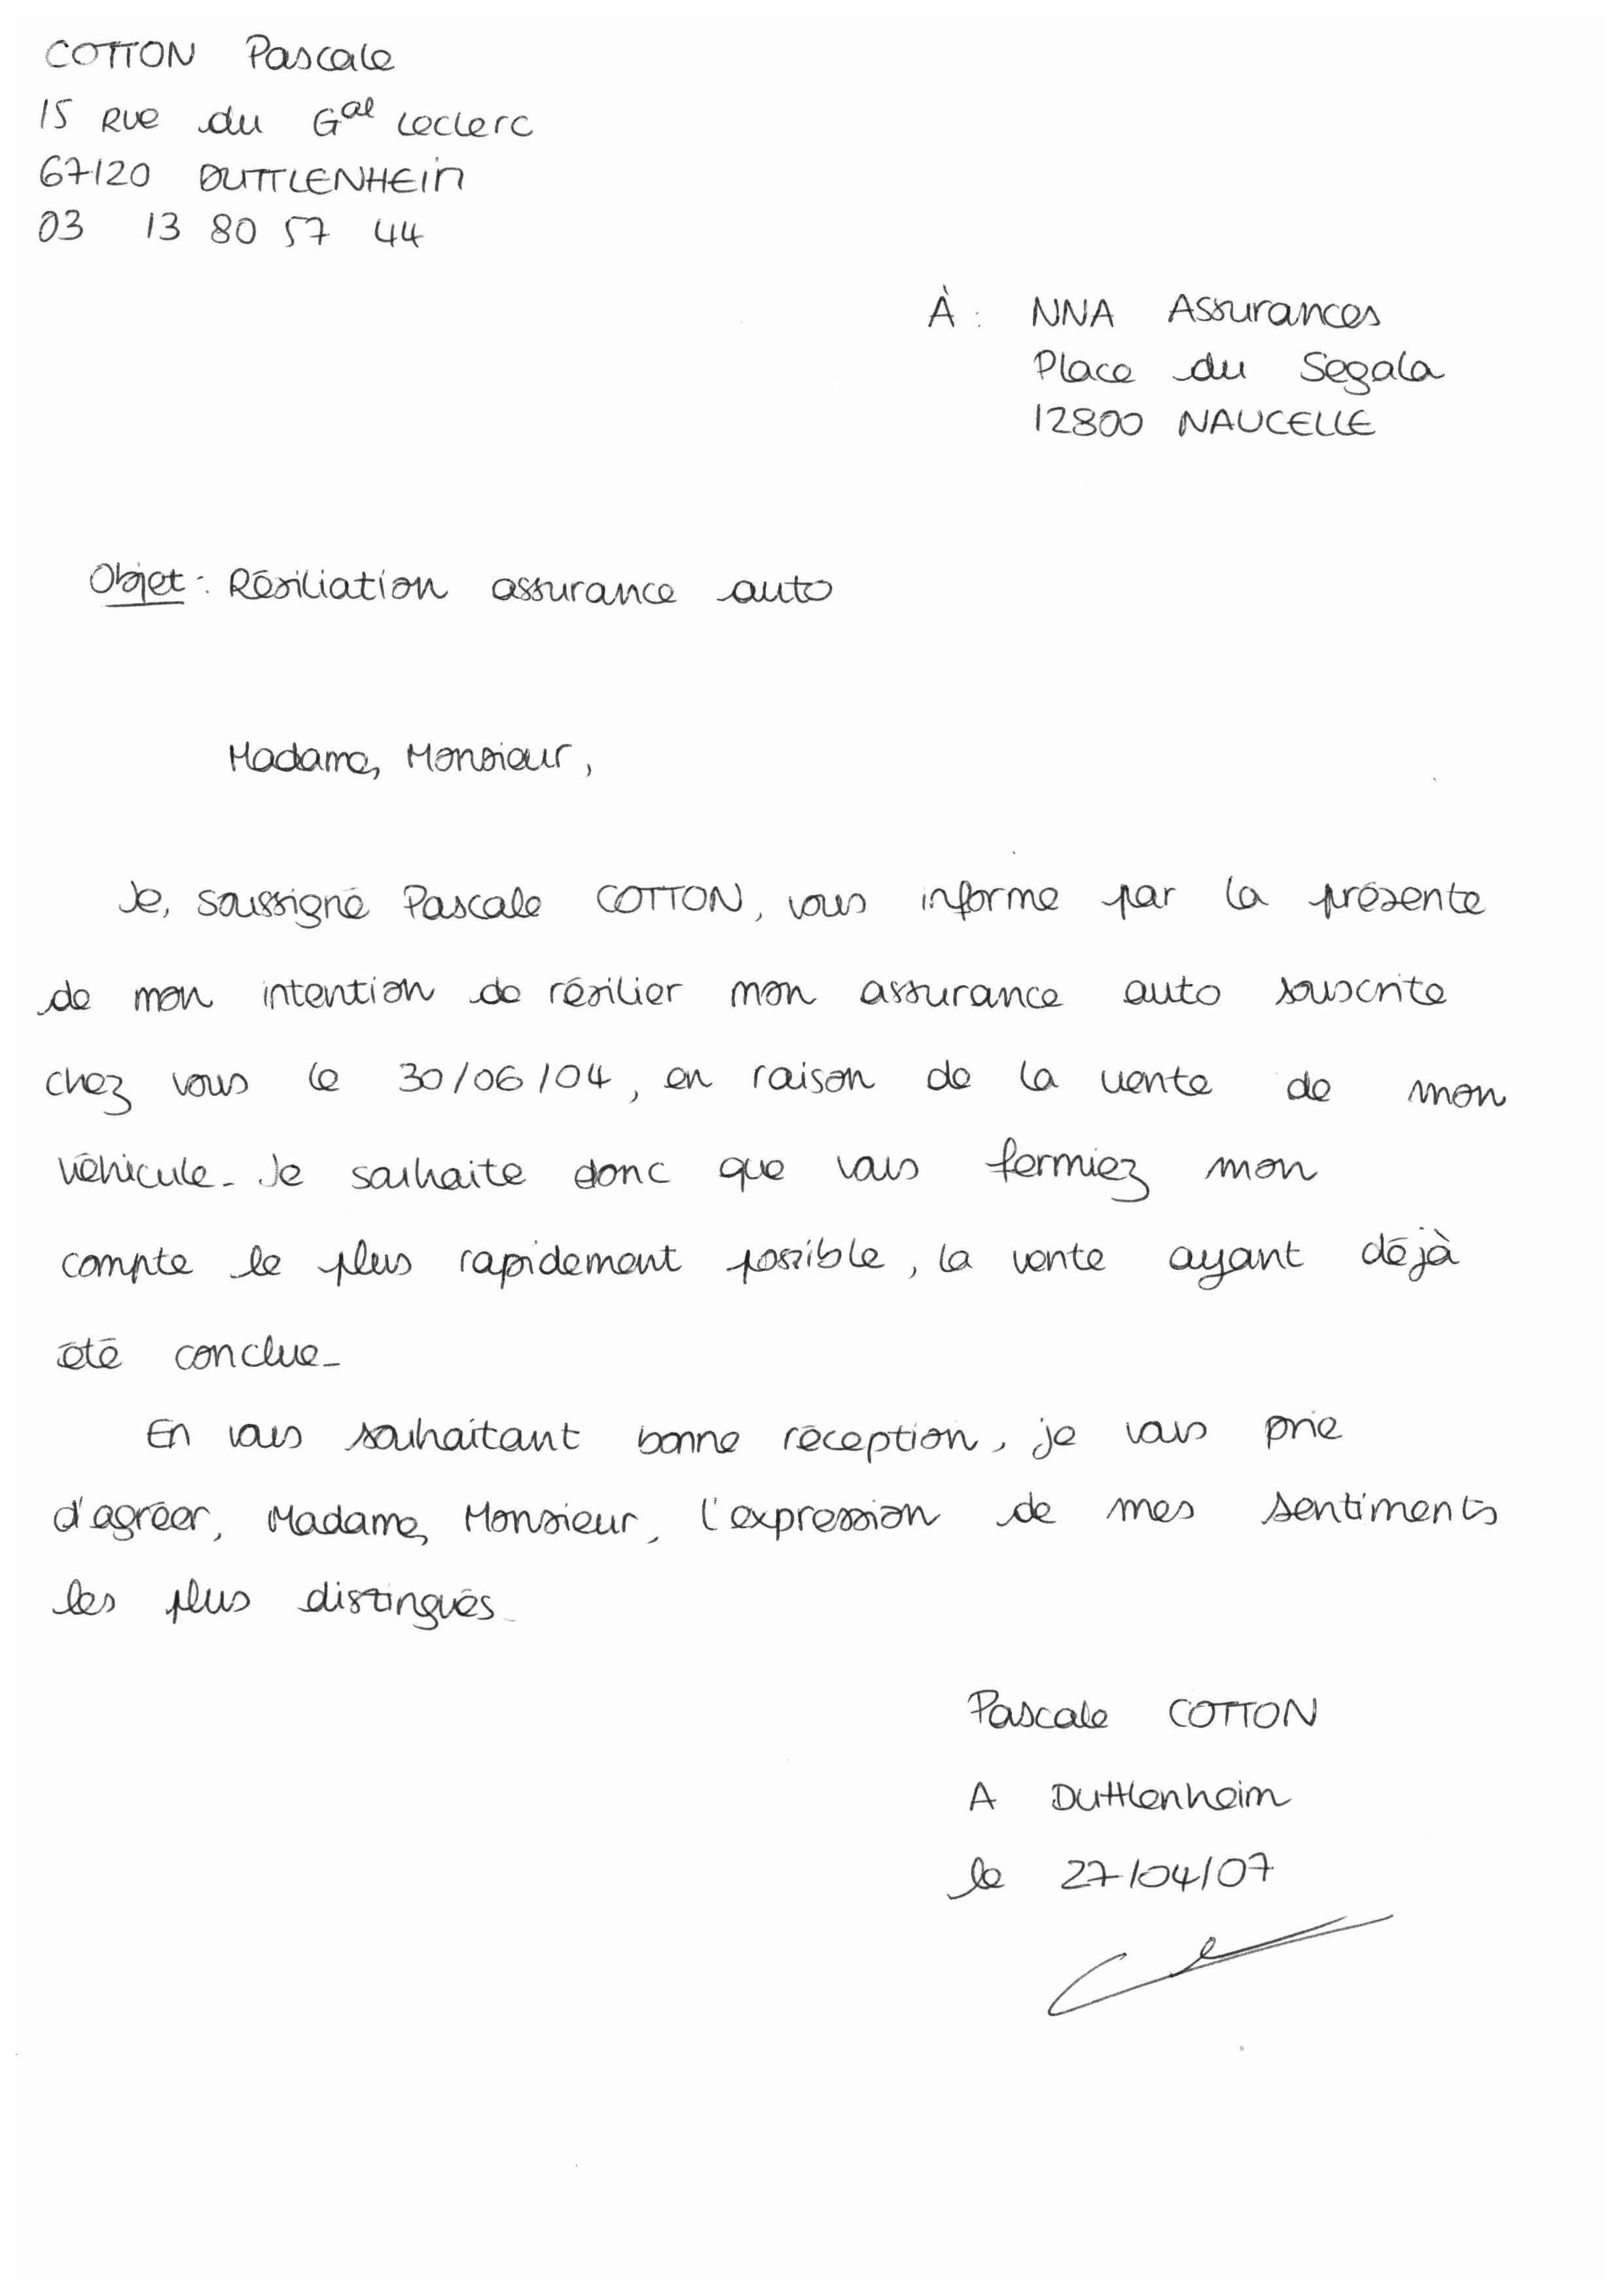 COTTON Pascale
15 Rue du Gal Leclerc
67120 DUTTLENHEIM
03 13 80 57 44
À : NNA Assurances
Place du Segala
12800 NAUCELLE
Objet : Résiliation assurance auto
Madame, Monsieur,
Je, soussigné Pascale COTTON, vous informe par la présente
de mon intention de résilier mon assurance auto souscrite
chez vous le 30/06/04, en raison de la vente de mon
véhicule. Je souhaite donc que vous fermiez mon
compte le plus rapidement possible, la vente ayant déjà
été conclue.
En vous souhaitant bonne réception, je vous prie
d'agréer, Madame, Monsieur, l'expression de mes sentiments
les plus distingués.
Pascale COTTON
A Duttlenheim
le 27/04/07